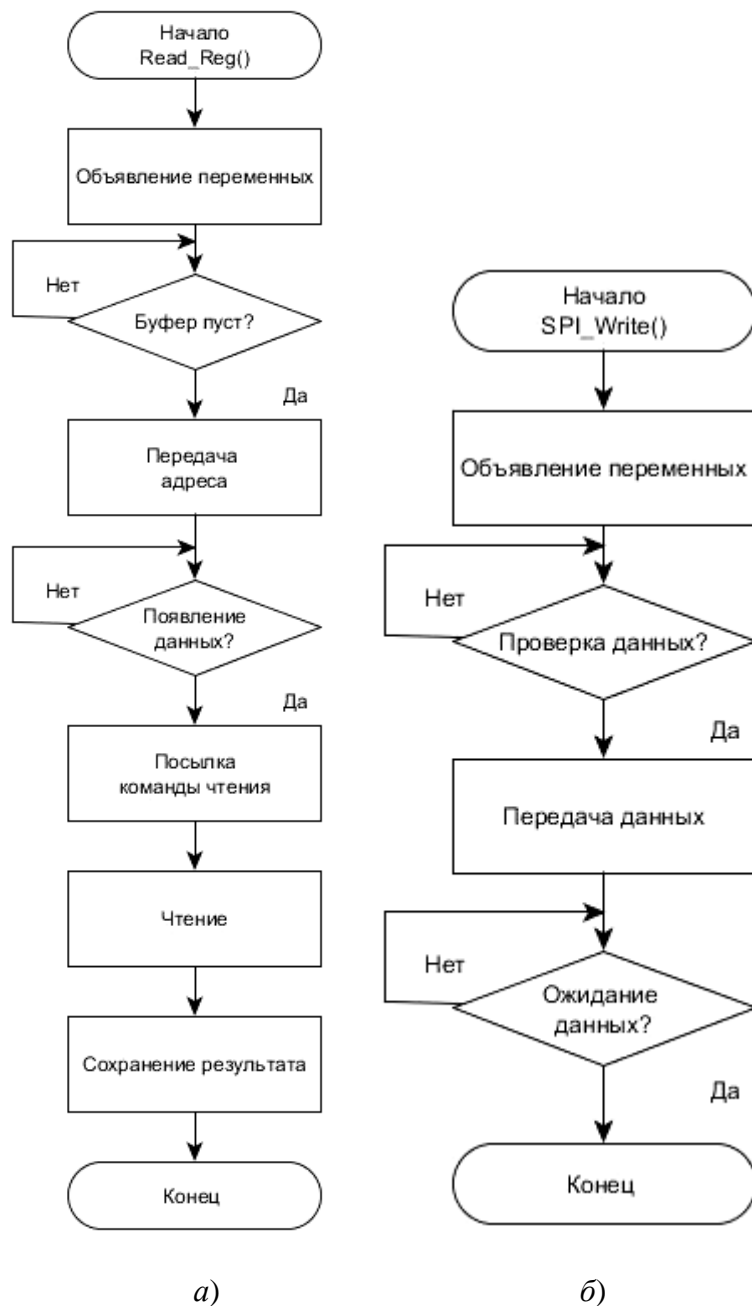 Начало
Read_Reg()
Объявление переменных
Нет
Буфер пуст?
Да
Передача
адреса
Нет
Появление
данных?
Да
Посылка
команды чтения
Чтение
Сохранение результата
Конец
а)
Начало
SPI_Write()
Объявление переменных
Нет
Проверка данных?
Да
Передача данных
Нет
Ожидание
данных?
Да
Конец
б)